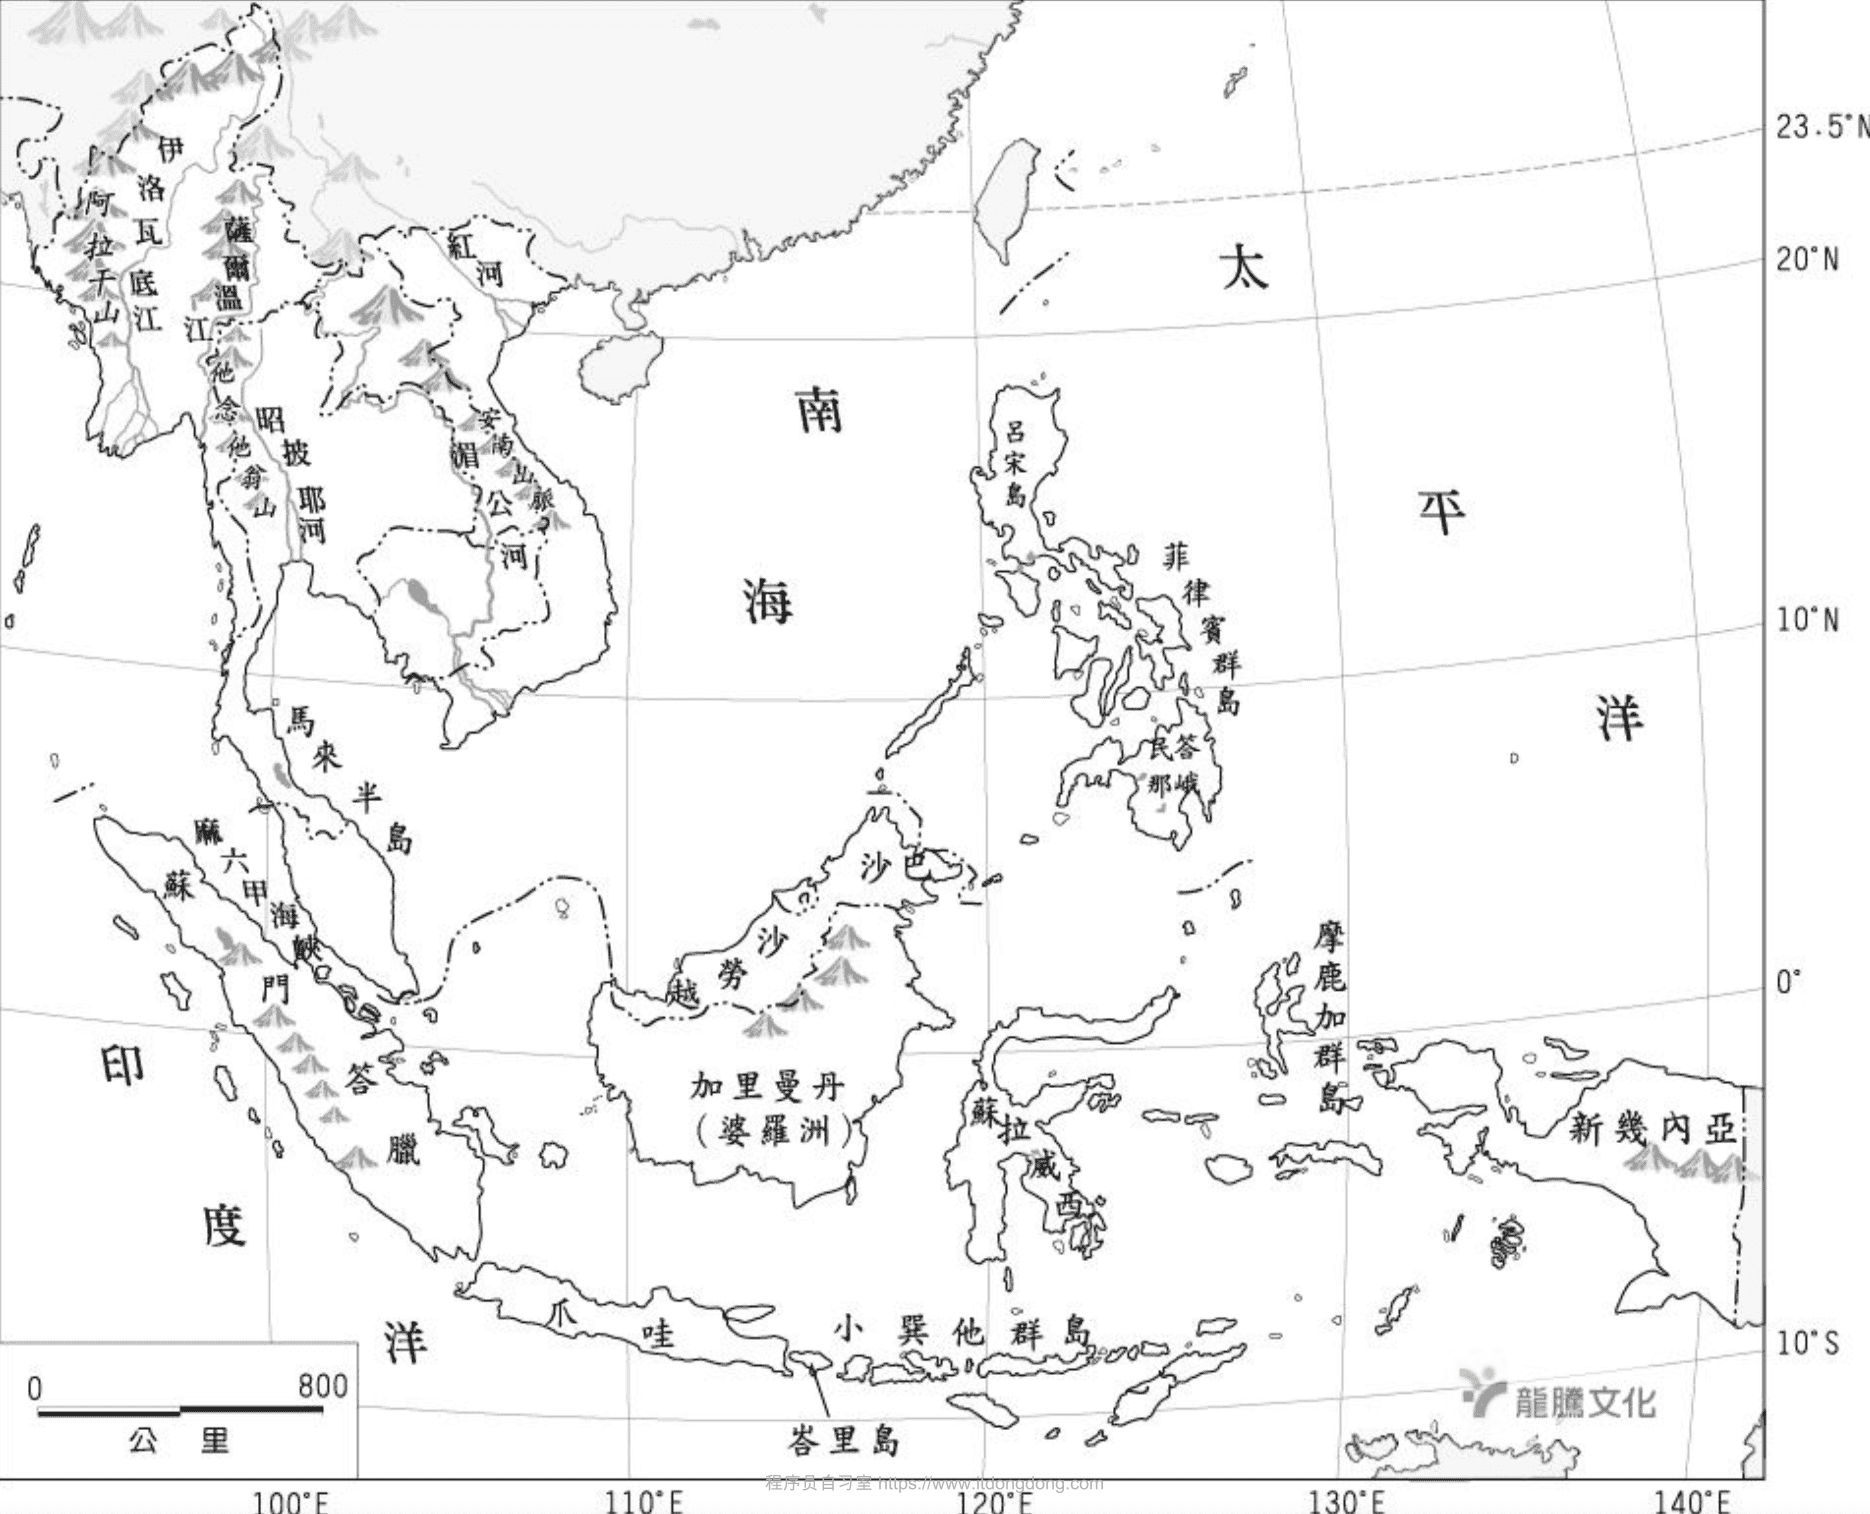 伊洛瓦底江
阿拉干山
薩爾溫江
紅河
他念他翁山
昭披耶河
安南山脈
湄公河
南海
太平洋
呂宋島
菲律賓群島
民答那峨
馬來半島
麻六甲海峽
蘇門答臘
沙巴
沙勞越
加里曼丹
(婆羅洲)
蘇拉威西
摩鹿加群島
新幾內亞
印度洋
爪哇
小巽他群島
峇里島
23.5°N
20°N
10°N
0°
10°S
0 800
公里
龍騰文化
程序员自习室 https://www.itdongdong.com
100°E 110°E 120°E 130°E 140°E